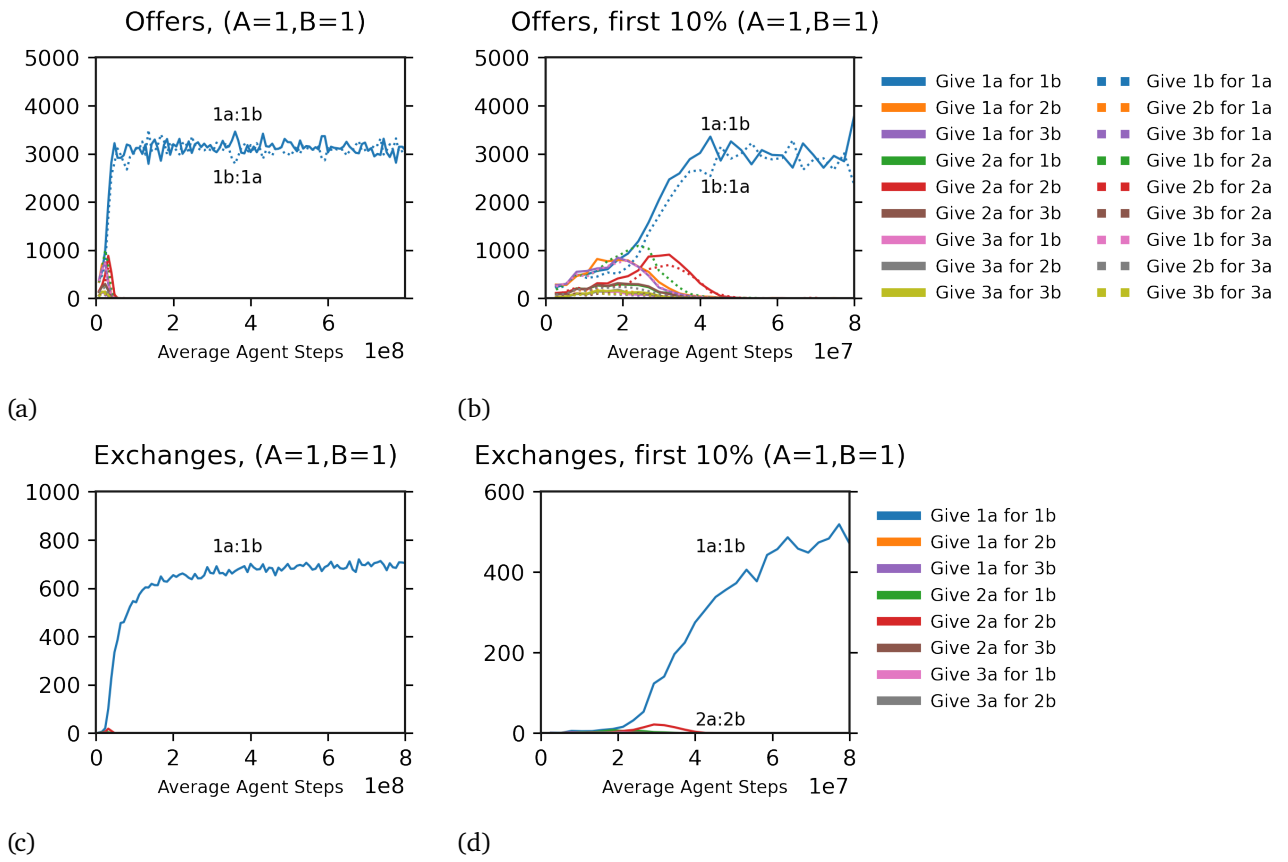 Offers, (A=1,B=1)
5000
4000
3000
2000
1000
0
1a:1b
1b:1a
0 2 4 6 8
Average Agent Steps 1e8
(a)
Offers, first 10% (A=1,B=1)
5000
4000
3000
2000
1000
0
1a:1b
1b:1a
0 2 4 6 8
Average Agent Steps 1e7
(b)
Give 1a for 1b
Give 1a for 2b
Give 1a for 3b
Give 2a for 1b
Give 2a for 2b
Give 2a for 3b
Give 3a for 1b
Give 3a for 2b
Give 3a for 3b
Give 1b for 1a
Give 2b for 1a
Give 3b for 1a
Give 1b for 2a
Give 2b for 2a
Give 3b for 2a
Give 1b for 3a
Give 2b for 3a
Give 3b for 3a
Exchanges, (A=1,B=1)
1000
800
600
400
200
0
1a:1b
0 2 4 6 8
Average Agent Steps 1e8
(c)
Exchanges, first 10% (A=1,B=1)
600
400
200
0
1a:1b
2a:2b
0 2 4 6 8
Average Agent Steps 1e7
(d)
Give 1a for 1b
Give 1a for 2b
Give 1a for 3b
Give 2a for 1b
Give 2a for 2b
Give 2a for 3b
Give 3a for 1b
Give 3a for 2b